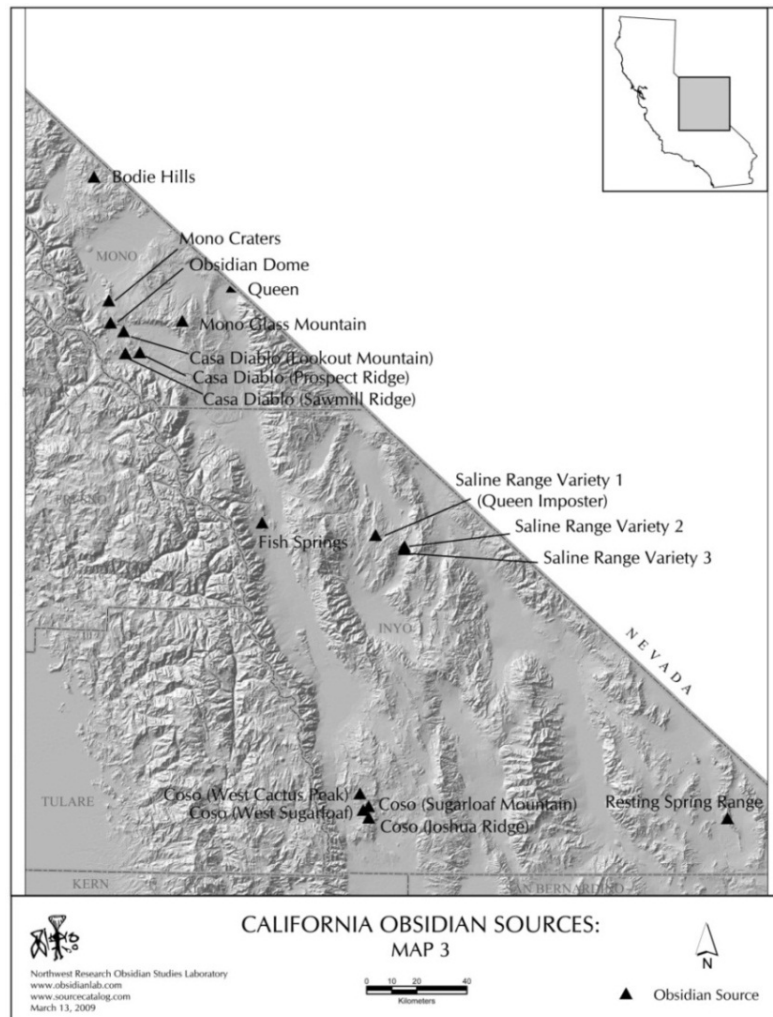 Bodie Hills
Mono Craters
MONO
Obsidian Dome
Queen
Mono Glass Mountain
Casa Diablo (Lookout Mountain)
Casa Diablo (Prospect Ridge)
Casa Diablo (Sawmill Ridge)
Saline Range Variety 1
(Queen Imposter)
FRESNO
Saline Range Variety 2
Fish Springs
Saline Range Variety 3
INYO
NEVADA
Coso (West Cactus Peak)
TULARE
Coso (Sugarloaf Mountain)
Resting Spring Range
Coso (West Sugarloaf)
Coso (Joshua Ridge)
KERN
SAN BERNARDINO
CALIFORNIA OBSIDIAN SOURCES:
MAP 3
Northwest Research Obsidian Studies Laboratory
www.obsidianlab.com
www.sourcecatalog.com
March 13, 2009
0 20 40
Kilometers
N
Obsidian Source